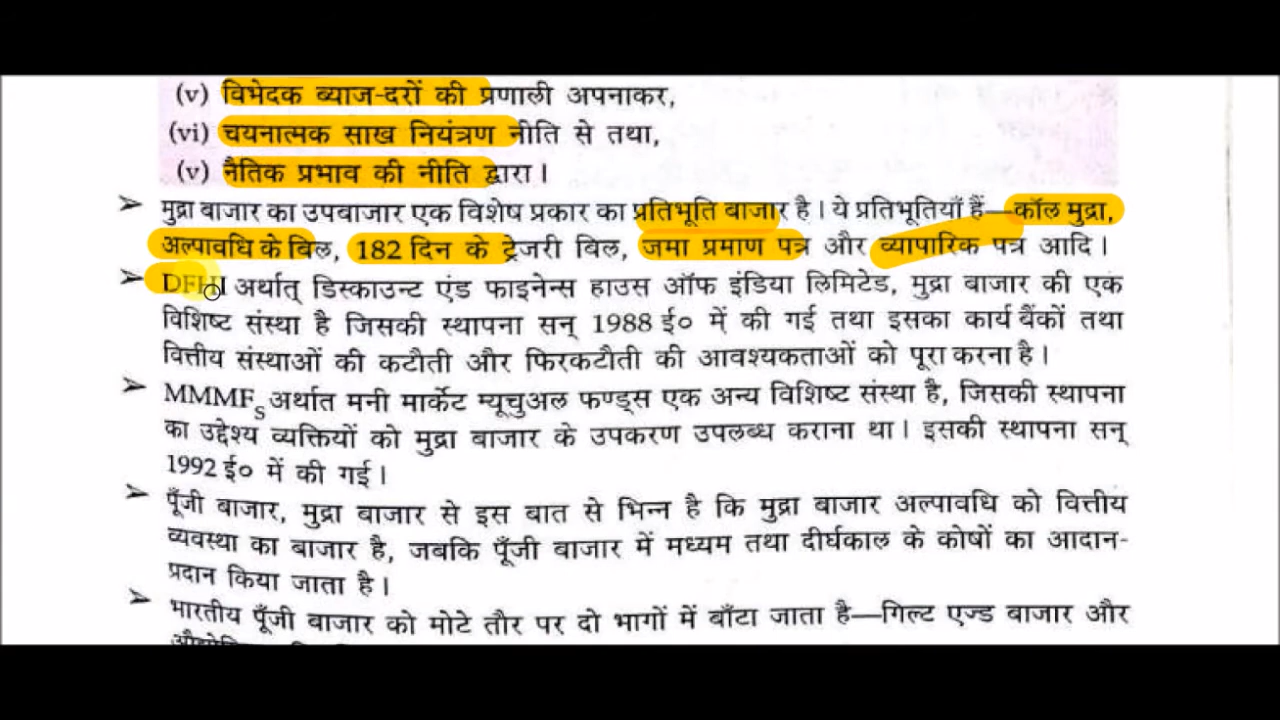 (v) विभेदक ब्याज-दरों की प्रणाली अपनाकर,
(vi) चयनात्मक साख नियंत्रण नीति से तथा,
(v) नैतिक प्रभाव की नीति द्वारा।
➢ मुद्रा बाजार का उपबाजार एक विशेष प्रकार का प्रतिभूति बाजार है। ये प्रतिभूतियाँ हैं—कॉल मुद्रा,
अल्पावधि के बिल, 182 दिन के ट्रेजरी बिल, जमा प्रमाण पत्र और व्यापारिक पत्र आदि।
➢ DFHI अर्थात् डिस्काउन्ट एंड फाइनेन्स हाउस ऑफ इंडिया लिमिटेड, मुद्रा बाजार की एक
विशिष्ट संस्था है जिसकी स्थापना सन् 1988 ई० में की गई तथा इसका कार्य बैंकों तथा
वित्तीय संस्थाओं की कटौती और फिरकटौती की आवश्यकताओं को पूरा करना है।
➢ MMMFs अर्थात मनी मार्केट म्यूचुअल फण्ड्स एक अन्य विशिष्ट संस्था है, जिसकी स्थापना
का उद्देश्य व्यक्तियों को मुद्रा बाजार के उपकरण उपलब्ध कराना था। इसकी स्थापना सन्
1992 ई० में की गई।
➢ पूँजी बाजार, मुद्रा बाजार से इस बात से भिन्न है कि मुद्रा बाजार अल्पावधि को वित्तीय
व्यवस्था का बाजार है, जबकि पूँजी बाजार में मध्यम तथा दीर्घकाल के कोषों का आदान-
प्रदान किया जाता है।
➢ भारतीय पूँजी बाजार को मोटे तौर पर दो भागों में बाँटा जाता है—गिल्ट एज्ड बाजार और